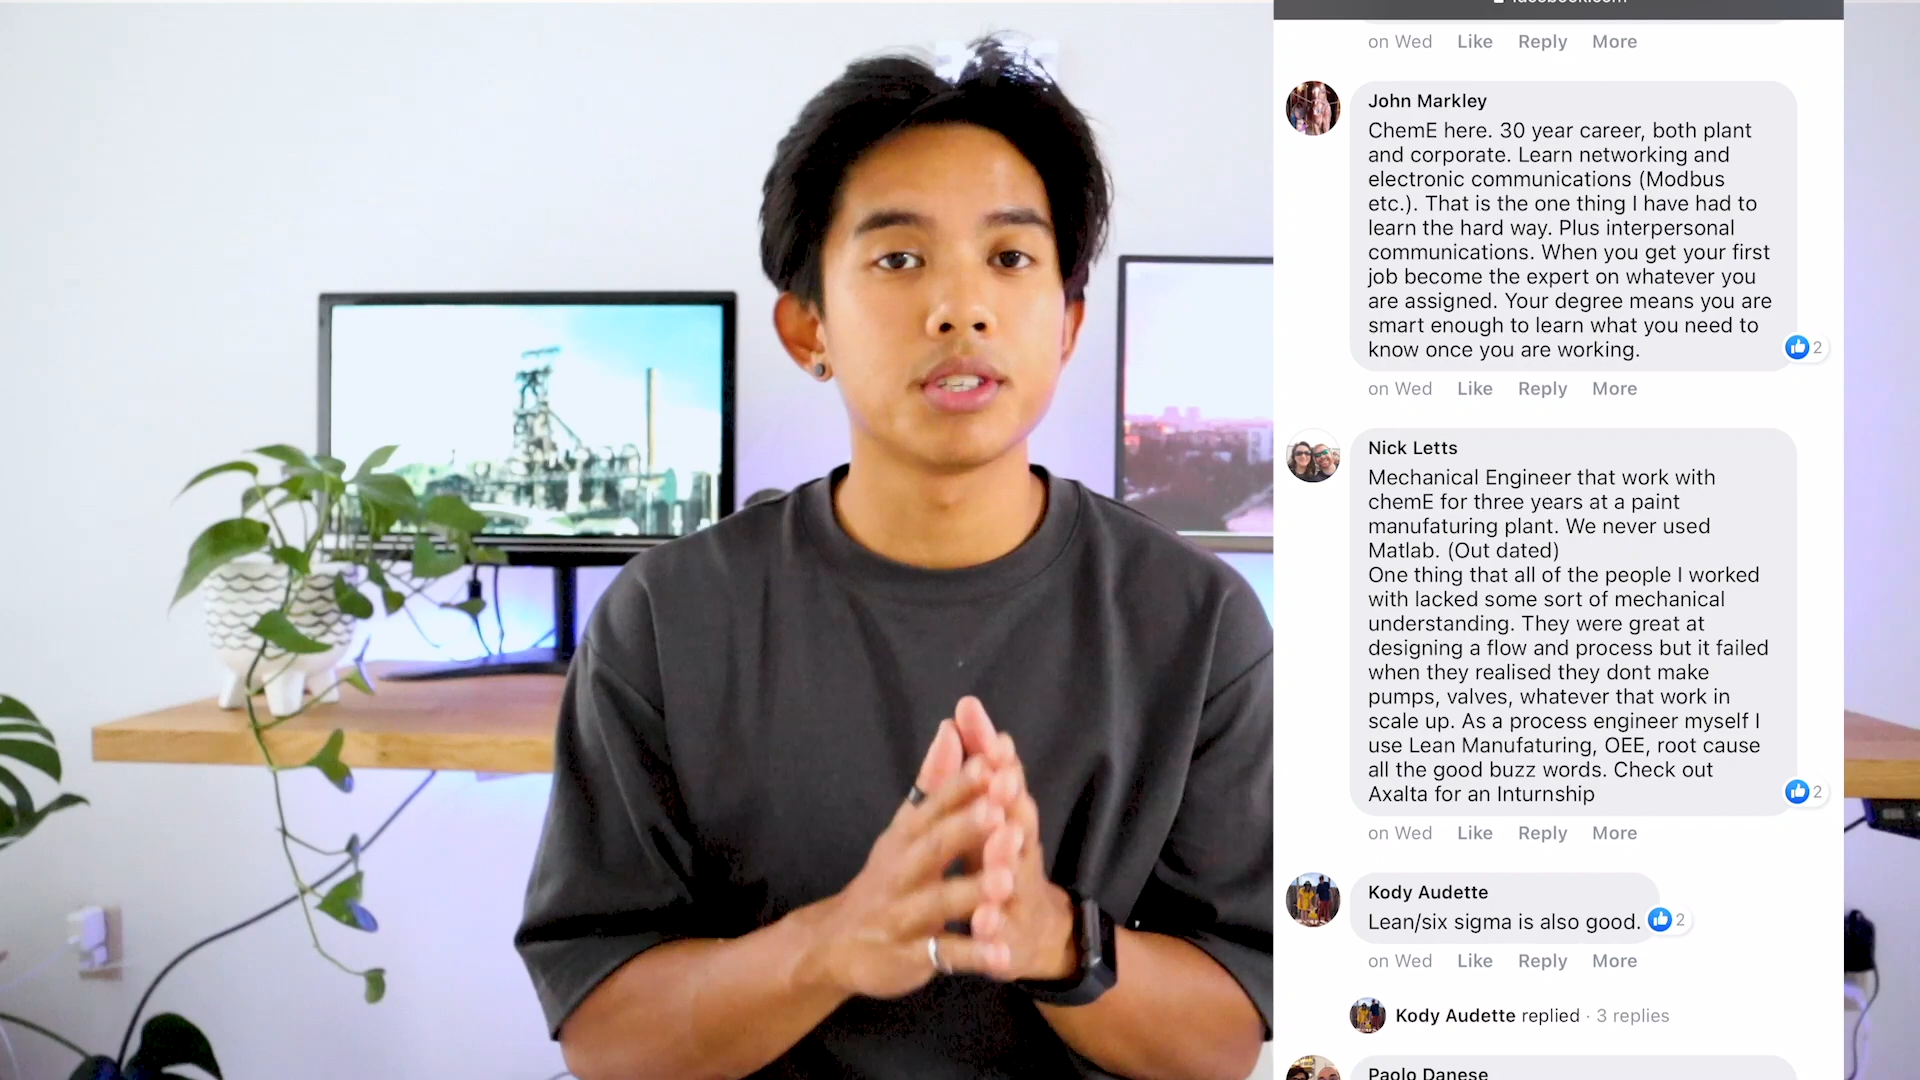 on Wed Like Reply More
John Markley
ChemE here. 30 year career, both plant
and corporate. Learn networking and
electronic communications (Modbus
etc.). That is the one thing I have had to
learn the hard way. Plus interpersonal
communications. When you get your first
job become the expert on whatever you
are assigned. Your degree means you are
smart enough to learn what you need to
know once you are working.
2
on Wed Like Reply More
Nick Letts
Mechanical Engineer that work with
chemE for three years at a paint
manufaturing plant. We never used
Matlab. (Out dated)
One thing that all of the people I worked
with lacked some sort of mechanical
understanding. They were great at
designing a flow and process but it failed
when they realised they dont make
pumps, valves, whatever that work in
scale up. As a process engineer myself I
use Lean Manufaturing, OEE, root cause
all the good buzz words. Check out
Axalta for an Inturnship
2
on Wed Like Reply More
Kody Audette
Lean/six sigma is also good.
2
on Wed Like Reply More
Kody Audette replied · 3 replies
Paolo Danese